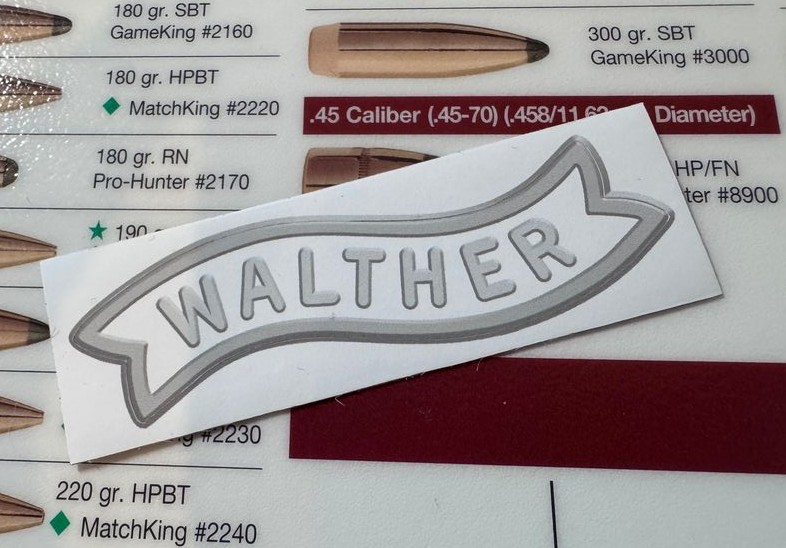 180 gr. SBT
GameKing #2160
180 gr. HPBT
MatchKing #2220
180 gr. RN
Pro-Hunter #2170
190
#2230
220 gr. HPBT
MatchKing #2240
300 gr. SBT
GameKing #3000
.45 Caliber (.45-70) (.458/11.63 Diameter)
HP/FN
ter #8900
WALTHER